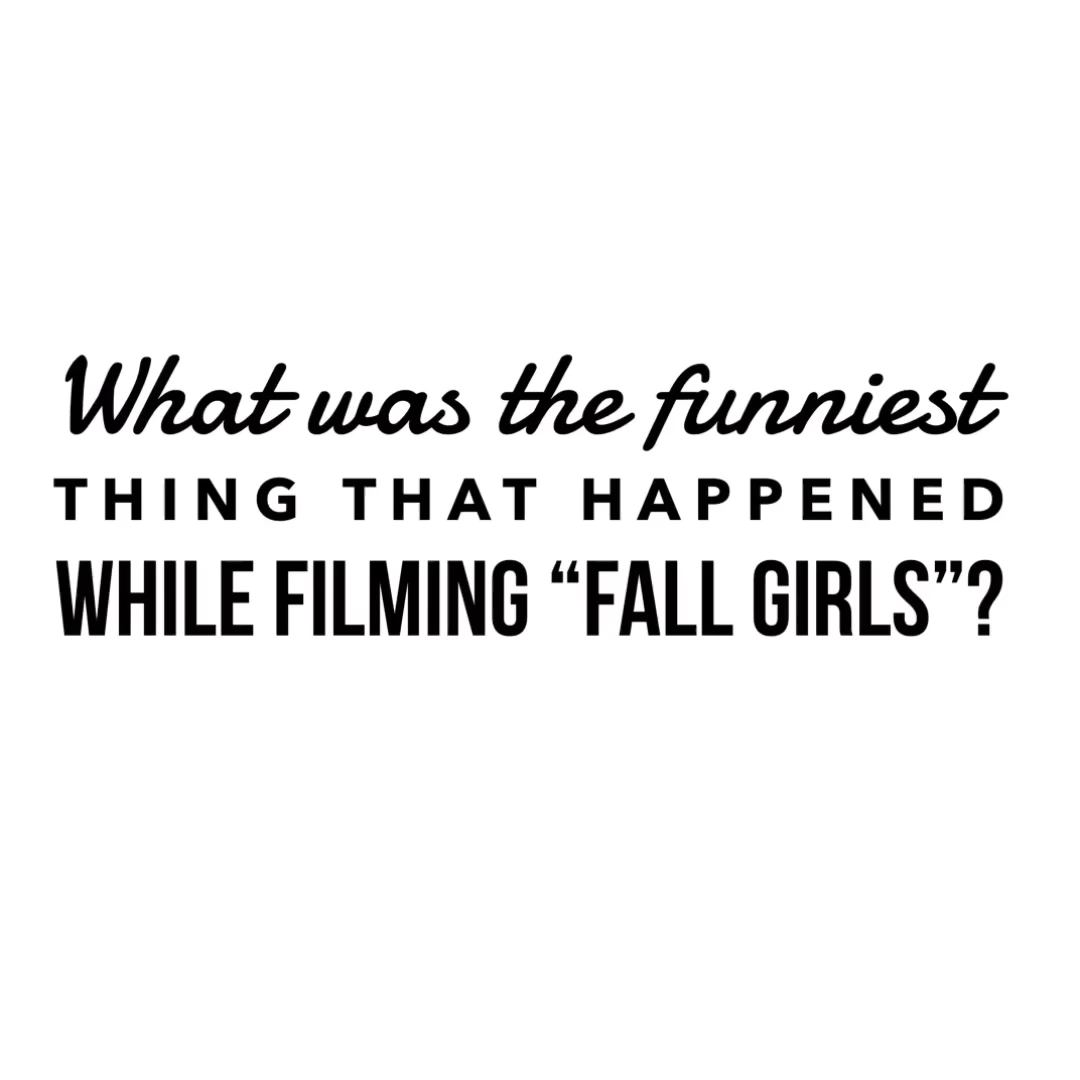 What was the funniest
THING THAT HAPPENED
WHILE FILMING “FALL GIRLS”?